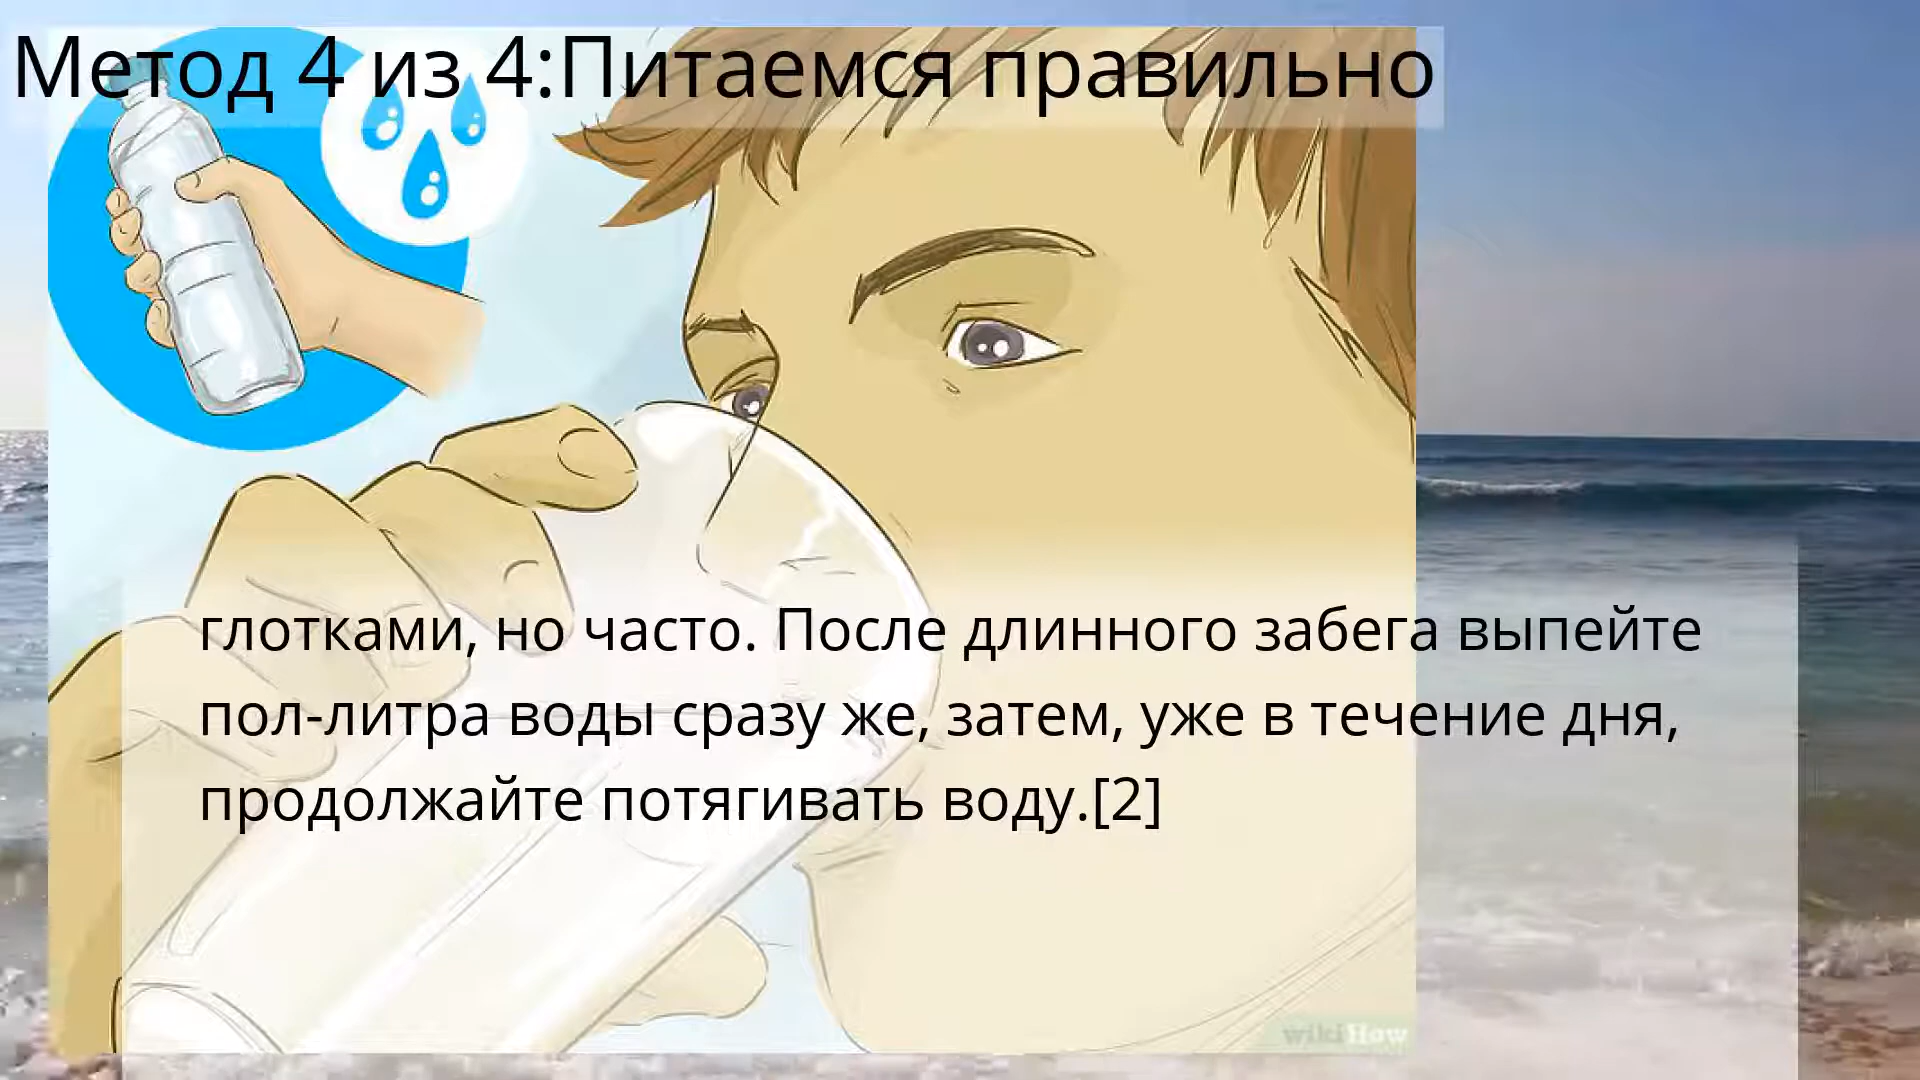 Метод 4 из 4:Питаемся правильно
глотками, но часто. После длинного забега выпейте
пол-литра воды сразу же, затем, уже в течение дня,
продолжайте потягивать воду.[2]
wikiHow